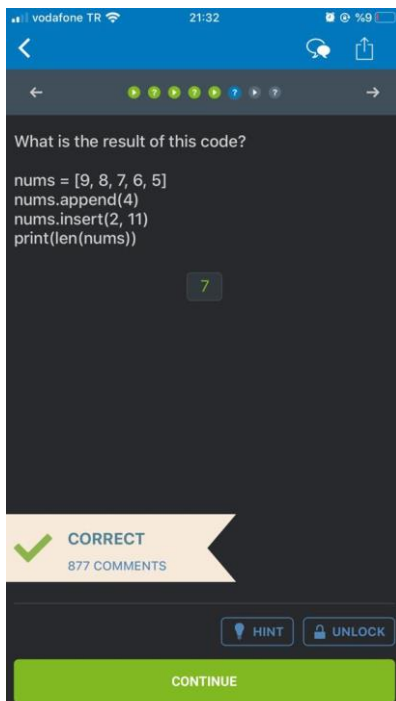 vodafone TR 21:32 %9
What is the result of this code?
nums = [9, 8, 7, 6, 5]
nums.append(4)
nums.insert(2, 11)
print(len(nums))
7
CORRECT
877 COMMENTS
HINT UNLOCK
CONTINUE